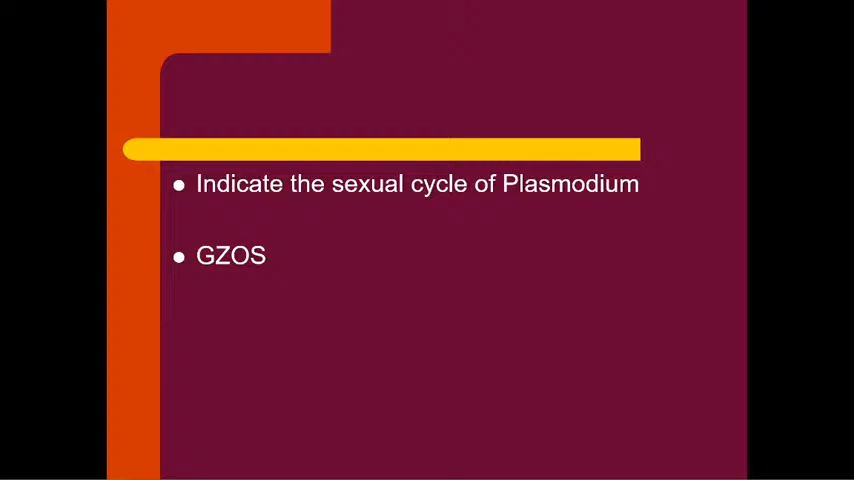 Indicate the sexual cycle of Plasmodium
GZOS